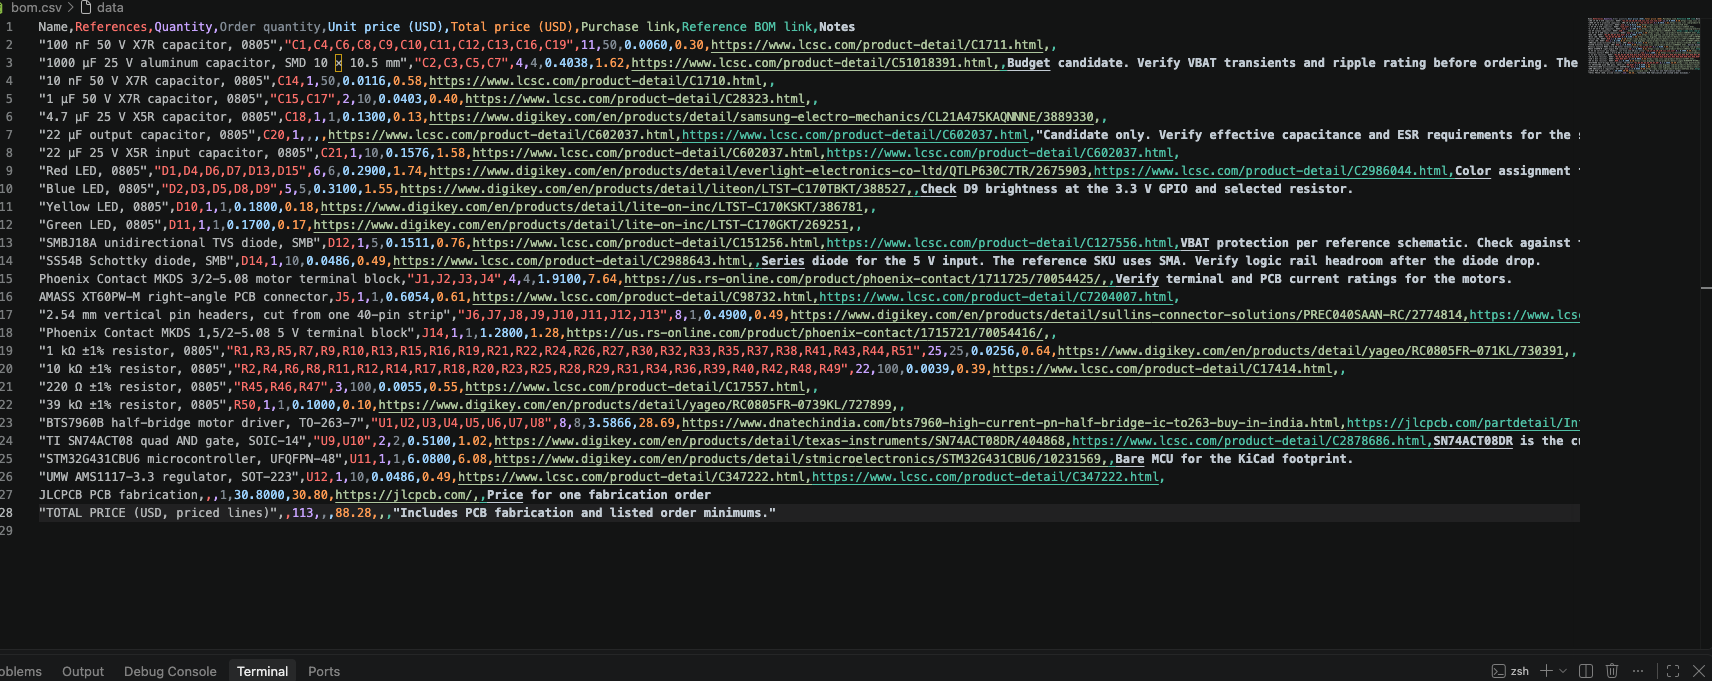 bom.csv > data
1 Name,References,Quantity,Order quantity,Unit price (USD),Total price (USD),Purchase link,Reference BOM link,Notes
2 "100 nF 50 V X7R capacitor, 0805","C1,C4,C6,C8,C9,C10,C11,C12,C13,C16,C19",11,50,0.0060,0.30,https://www.lcsc.com/product-detail/C1711.html,,
3 "1000 µF 25 V aluminum capacitor, SMD 10 × 10.5 mm","C2,C3,C5,C7",4,4,0.4038,1.62,https://www.lcsc.com/product-detail/C51018391.html,,Budget candidate. Verify VBAT transients and ripple rating before ordering. The
4 "10 nF 50 V X7R capacitor, 0805",C14,1,50,0.0116,0.58,https://www.lcsc.com/product-detail/C1710.html,,
5 "1 µF 50 V X7R capacitor, 0805","C15,C17",2,10,0.0403,0.40,https://www.lcsc.com/product-detail/C28323.html,,
6 "4.7 µF 25 V X5R capacitor, 0805",C18,1,1,0.1300,0.13,https://www.digikey.com/en/products/detail/samsung-electro-mechanics/CL21A475KAQNNNE/3889330,,
7 "22 µF output capacitor, 0805",C20,1,,,,https://www.lcsc.com/product-detail/C602037.html,https://www.lcsc.com/product-detail/C602037.html,"Candidate only. Verify effective capacitance and ESR requirements for the
8 "22 µF 25 V X5R input capacitor, 0805",C21,1,10,0.1576,1.58,https://www.lcsc.com/product-detail/C602037.html,https://www.lcsc.com/product-detail/C602037.html,
9 "Red LED, 0805","D1,D4,D6,D7,D13,D15",6,6,0.2900,1.74,https://www.digikey.com/en/products/detail/everlight-electronics-co-ltd/QTLP630C7TR/2675903,https://www.lcsc.com/product-detail/C2986044.html,Color assignment
10 "Blue LED, 0805","D2,D3,D5,D8,D9",5,5,0.3100,1.55,https://www.digikey.com/en/products/detail/liteon/LTST-C170TBKT/388527,,Check D9 brightness at the 3.3 V GPIO and selected resistor.
11 "Yellow LED, 0805",D10,1,1,0.1800,0.18,https://www.digikey.com/en/products/detail/lite-on-inc/LTST-C170KSKT/386781,,
12 "Green LED, 0805",D11,1,1,0.1700,0.17,https://www.digikey.com/en/products/detail/lite-on-inc/LTST-C170GKT/269251,,
13 "SMBJ18A unidirectional TVS diode, SMB",D12,1,5,0.1511,0.76,https://www.lcsc.com/product-detail/C151256.html,https://www.lcsc.com/product-detail/C127556.html,VBAT protection per reference schematic. Check against
14 "SS54B Schottky diode, SMB",D14,1,10,0.0486,0.49,https://www.lcsc.com/product-detail/C2988643.html,,Series diode for the 5 V input. The reference SKU uses SMA. Verify logic rail headroom after the diode drop.
15 Phoenix Contact MKDS 3/2-5.08 motor terminal block,"J1,J2,J3,J4",4,4,1.9100,7.64,https://us.rs-online.com/product/phoenix-contact/1711725/70054425/,,Verify terminal and PCB current ratings for the motors.
16 AMASS XT60PW-M right-angle PCB connector,J5,1,1,0.6054,0.61,https://www.lcsc.com/product-detail/C98732.html,https://www.lcsc.com/product-detail/C7204007.html,
17 "2.54 mm vertical pin headers, cut from one 40-pin strip","J6,J7,J8,J9,J10,J11,J12,J13",8,1,0.4900,0.49,https://www.digikey.com/en/products/detail/sullins-connector-solutions/PREC040SAAN-RC/2774814,https://www.lcs
18 "Phoenix Contact MKDS 1,5/2-5.08 5 V terminal block",J14,1,1,1.2800,1.28,https://us.rs-online.com/product/phoenix-contact/1715721/70054416/,,
19 "1 kΩ ±1% resistor, 0805","R1,R3,R5,R7,R9,R10,R13,R15,R16,R19,R21,R22,R24,R26,R27,R30,R32,R33,R35,R37,R38,R41,R43,R44,R51",25,25,0.0256,0.64,https://www.digikey.com/en/products/detail/yageo/RC0805FR-071KL/730391,,
20 "10 kΩ ±1% resistor, 0805","R2,R4,R6,R8,R11,R12,R14,R17,R18,R20,R23,R25,R28,R29,R31,R34,R36,R39,R40,R42,R48,R49",22,100,0.0039,0.39,https://www.lcsc.com/product-detail/C17414.html,,
21 "220 Ω ±1% resistor, 0805","R45,R46,R47",3,100,0.0055,0.55,https://www.lcsc.com/product-detail/C17557.html,,
22 "39 kΩ ±1% resistor, 0805",R50,1,1,0.1000,0.10,https://www.digikey.com/en/products/detail/yageo/RC0805FR-0739KL/727899,,
23 "BTS7960B half-bridge motor driver, TO-263-7","U1,U2,U3,U4,U5,U6,U7,U8",8,8,3.5866,28.69,https://www.dnatechindia.com/bts7960-high-current-pn-half-bridge-ic-to263-buy-in-india.html,https://jlcpcb.com/partdetail/In
24 "TI SN74ACT08 quad AND gate, SOIC-14","U9,U10",2,2,0.5100,1.02,https://www.digikey.com/en/products/detail/texas-instruments/SN74ACT08DR/404868,https://www.lcsc.com/product-detail/C2878686.html,SN74ACT08DR is the
25 "STM32G431CBU6 microcontroller, UFQFPN-48",U11,1,1,6.0800,6.08,https://www.digikey.com/en/products/detail/stmicroelectronics/STM32G431CBU6/10231569,,Bare MCU for the KiCad footprint.
26 "UMW AMS1117-3.3 regulator, SOT-223",U12,1,10,0.0486,0.49,https://www.lcsc.com/product-detail/C347222.html,https://www.lcsc.com/product-detail/C347222.html,
27 JLCPCB PCB fabrication,,,1,30.8000,30.80,https://jlcpcb.com/,,Price for one fabrication order
28 "TOTAL PRICE (USD, priced lines)",,113,,,88.28,,,"Includes PCB fabrication and listed order minimums."
29
oblems Output Debug Console Terminal Ports zsh